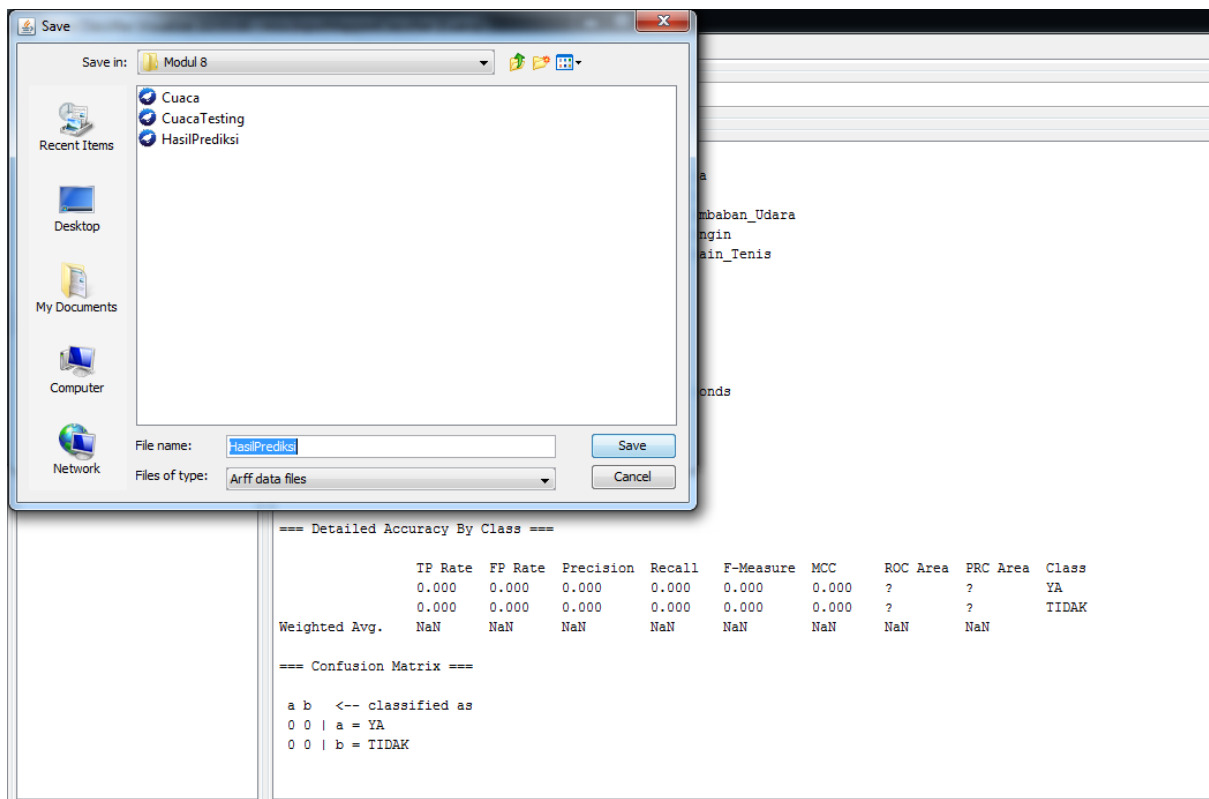 Save
Save in: Modul 8
Cuaca
CuacaTesting
HasilPrediksi
Recent Items
Desktop
My Documents
Computer
Network
File name: HasilPrediksi Save
Files of type: Arff data files Cancel
a
mbaban_Udara
ngin
ain_Tenis
onds
=== Detailed Accuracy By Class ===
TP Rate FP Rate Precision Recall F-Measure MCC ROC Area PRC Area Class
0.000 0.000 0.000 0.000 0.000 0.000 ? ? YA
0.000 0.000 0.000 0.000 0.000 0.000 ? ? TIDAK
Weighted Avg. NaN NaN NaN NaN NaN NaN NaN NaN
=== Confusion Matrix ===
a b <-- classified as
0 0 | a = YA
0 0 | b = TIDAK